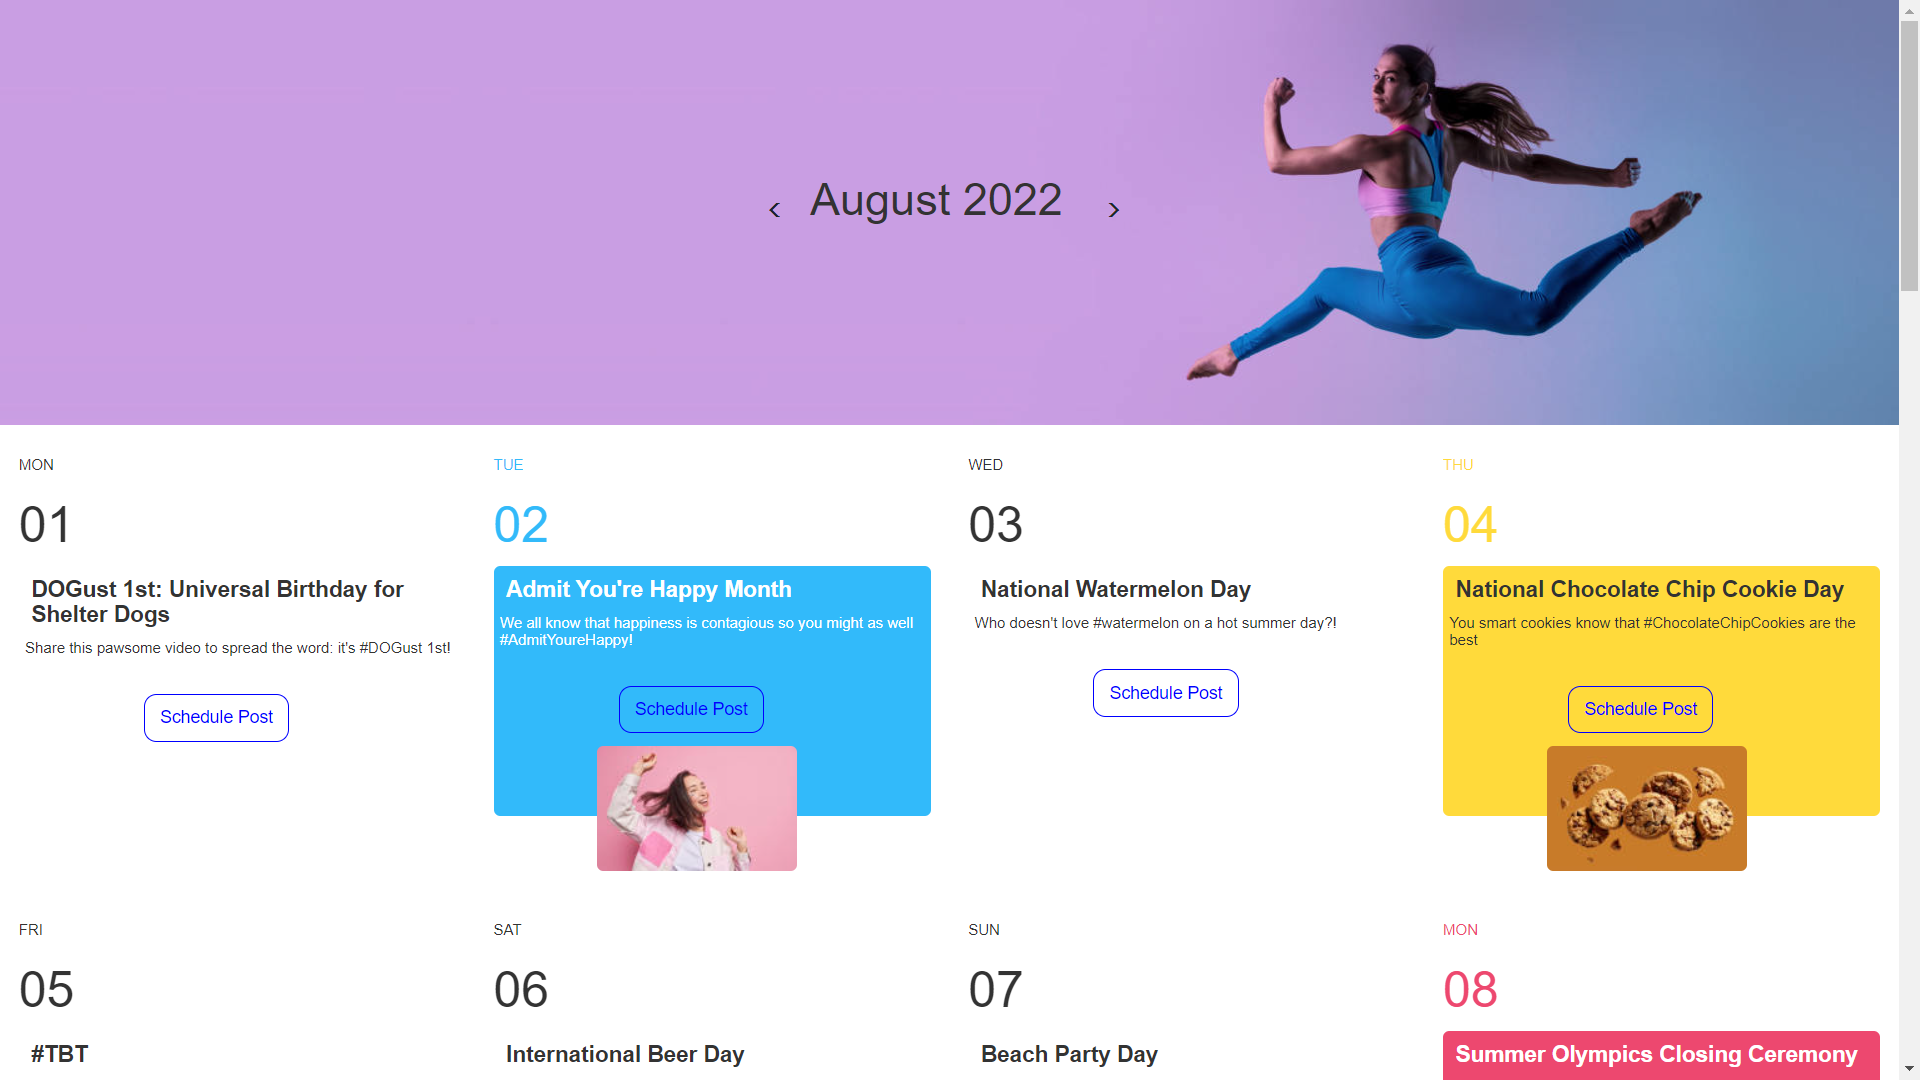 < August 2022 >
MON
01
DOGust 1st: Universal Birthday for
Shelter Dogs
Share this pawsome video to spread the word: it's #DOGust 1st!
Schedule Post
TUE
02
Admit You're Happy Month
We all know that happiness is contagious so you might as well
#AdmitYoureHappy!
Schedule Post
WED
03
National Watermelon Day
Who doesn't love #watermelon on a hot summer day?!
Schedule Post
THU
04
National Chocolate Chip Cookie Day
You smart cookies know that #ChocolateChipCookies are the
best
Schedule Post
FRI
05
#TBT
SAT
06
International Beer Day
SUN
07
Beach Party Day
MON
08
Summer Olympics Closing Ceremony